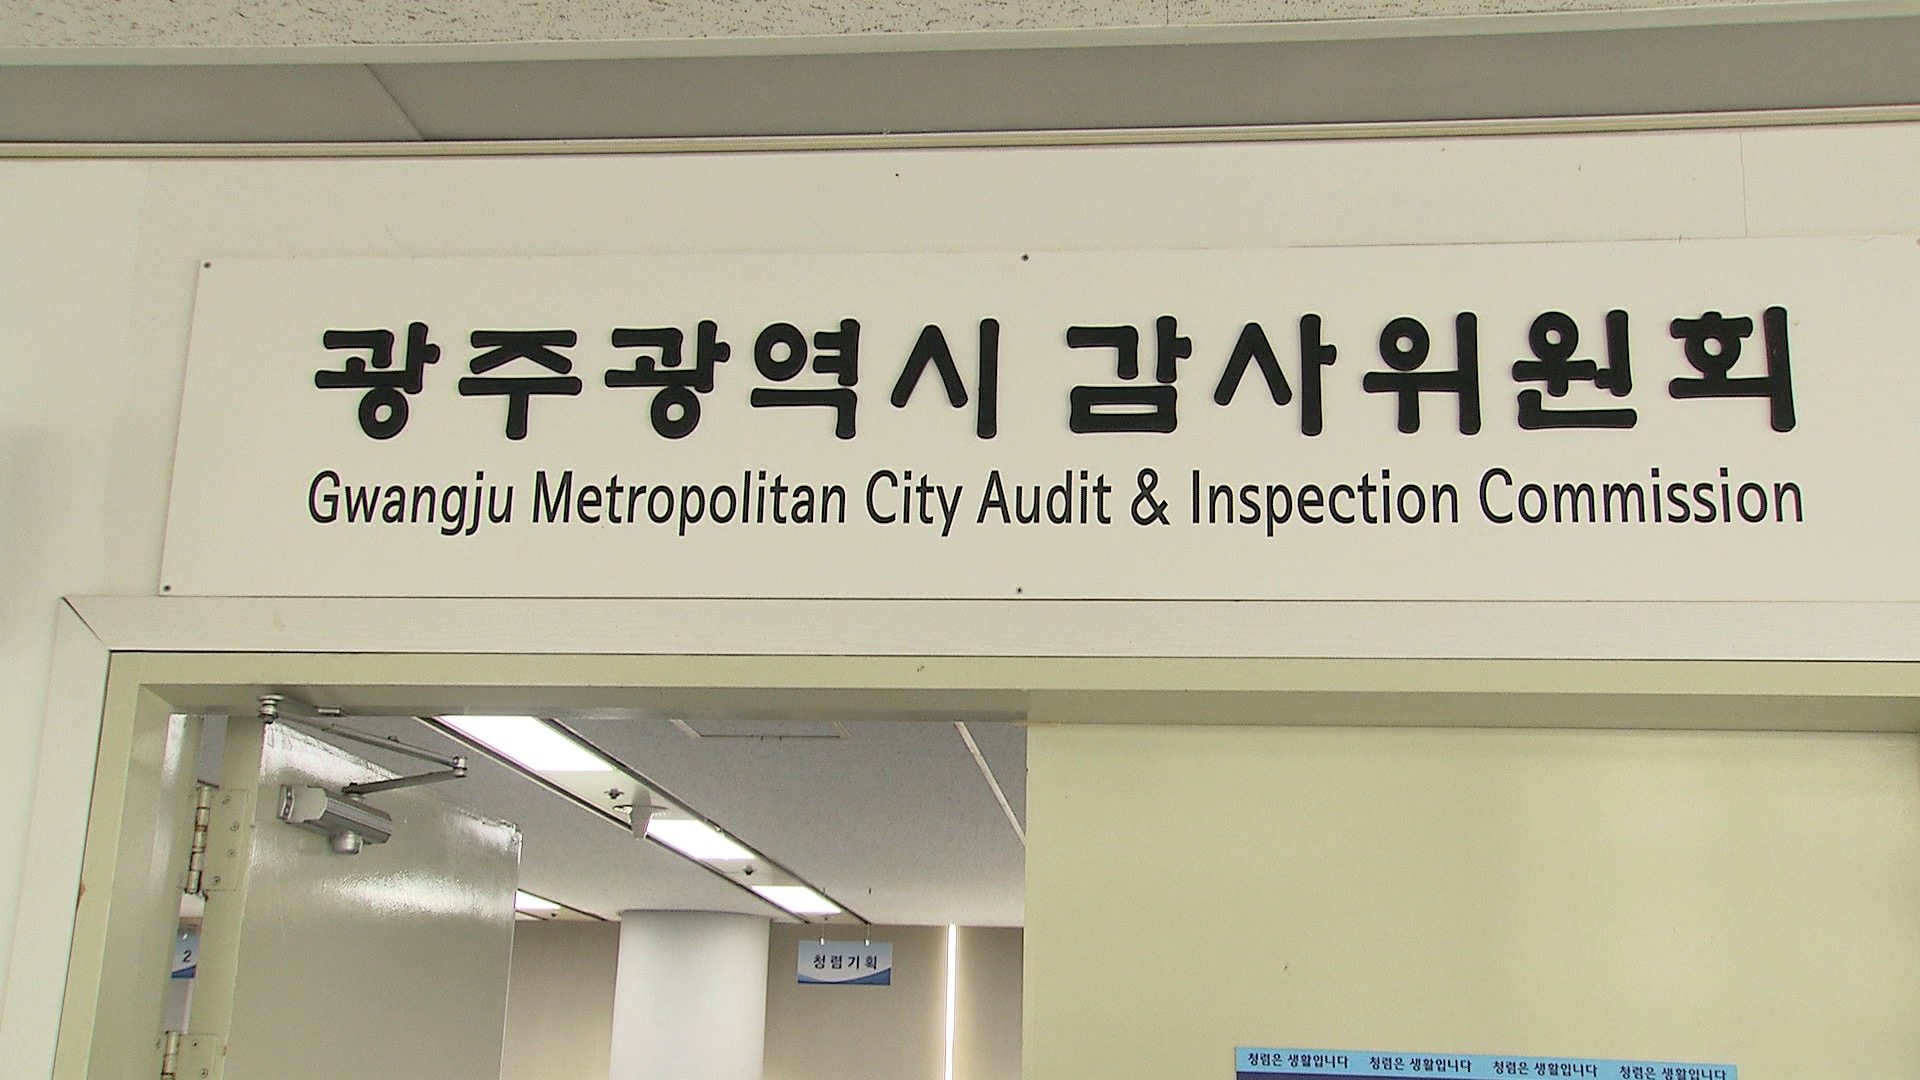 광주광역시 감사위원회
Gwangju Metropolitan City Audit & Inspection Commission
2
청렴기획
청렴은 생활입니다 청렴은 생활입니다 청렴은 생활입니다 청렴은 생활입니다